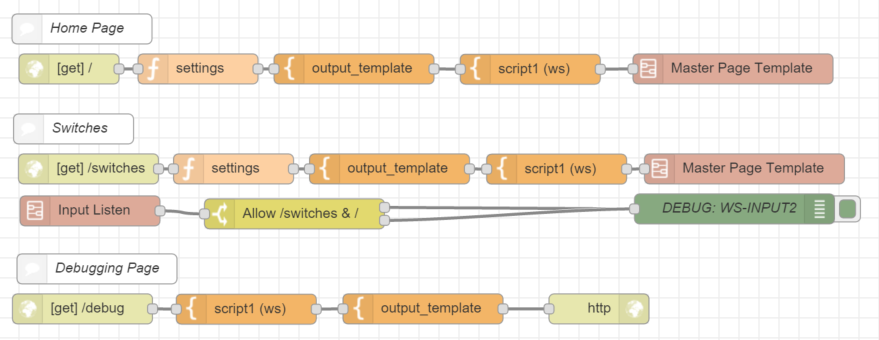 Home Page
[get] / settings output_template script1 (ws) Master Page Template
Switches
[get] /switches settings output_template script1 (ws) Master Page Template
Input Listen Allow /switches & / DEBUG: WS-INPUT2
Debugging Page
[get] /debug script1 (ws) output_template http